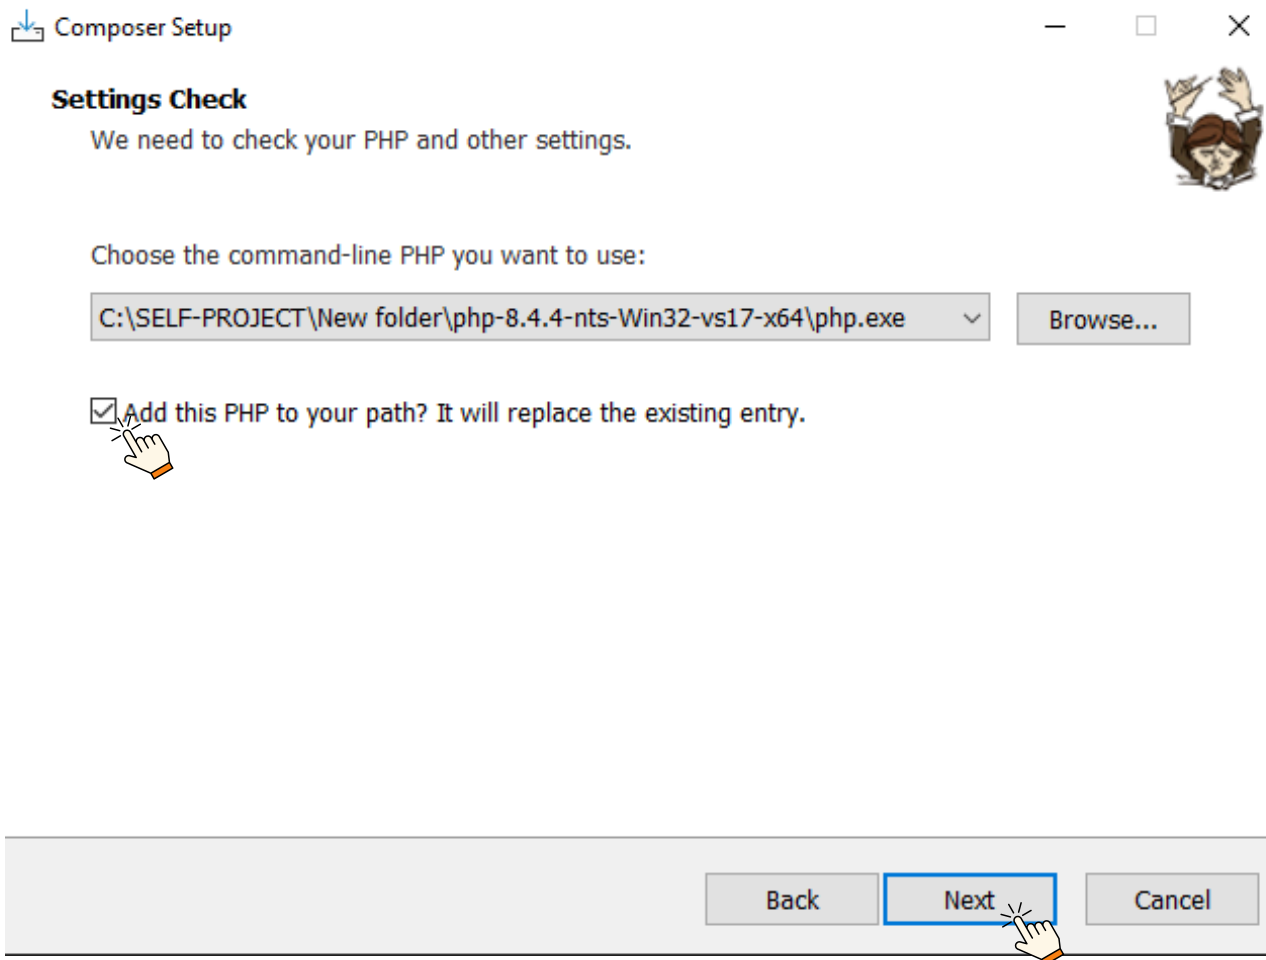 Composer Setup
Settings Check
We need to check your PHP and other settings.
Choose the command-line PHP you want to use:
C:\SELF-PROJECT\New folder\php-8.4.4-nts-Win32-vs17-x64\php.exe
Browse...
Add this PHP to your path? It will replace the existing entry.
Back
Next
Cancel